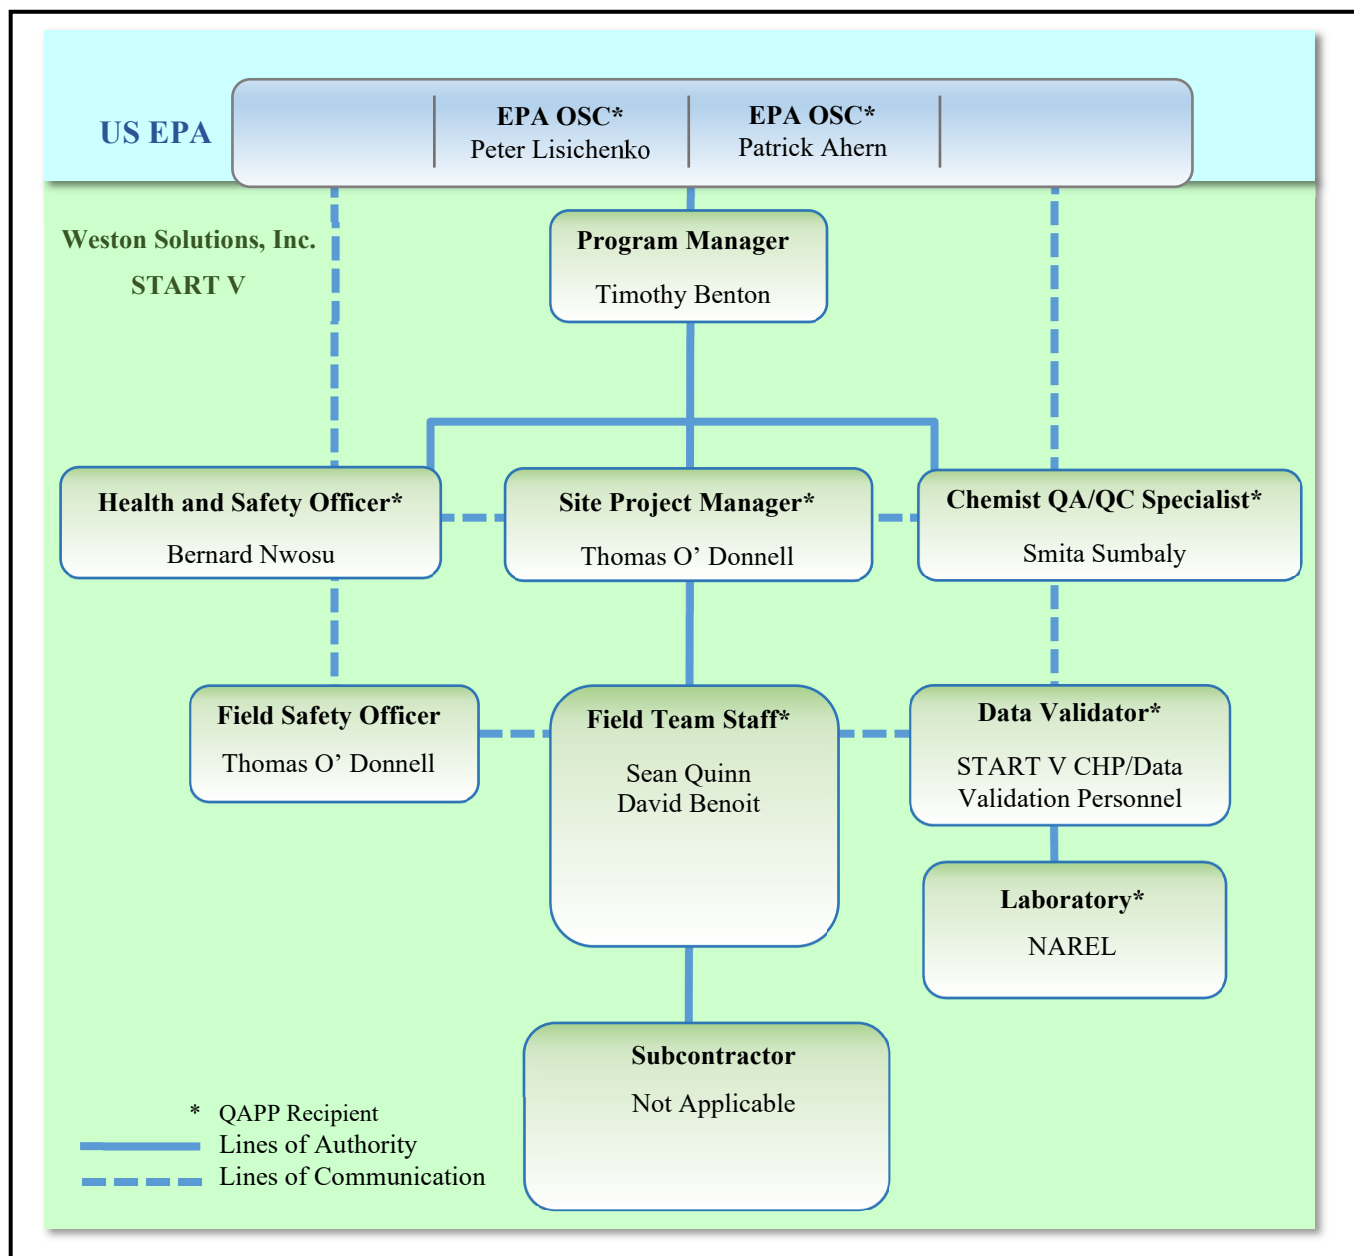 US EPA
EPA OSC*
Peter Lisichenko
EPA OSC*
Patrick Ahern
Weston Solutions, Inc.
START V
Program Manager
Timothy Benton
Health and Safety Officer*
Bernard Nwosu
Site Project Manager*
Thomas O’ Donnell
Chemist QA/QC Specialist*
Smita Sumbaly
Field Safety Officer
Thomas O’ Donnell
Field Team Staff*
Sean Quinn
David Benoit
Data Validator*
START V CHP/Data
Validation Personnel
Laboratory*
NAREL
Subcontractor
Not Applicable
* QAPP Recipient
Lines of Authority
Lines of Communication